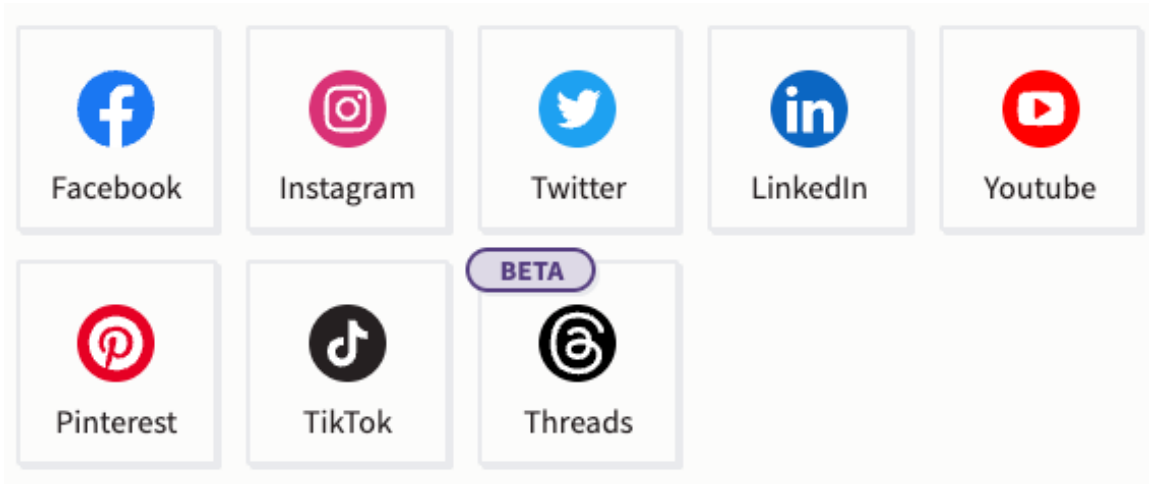 Facebook
Instagram
Twitter
LinkedIn
Youtube
BETA
Pinterest
TikTok
Threads